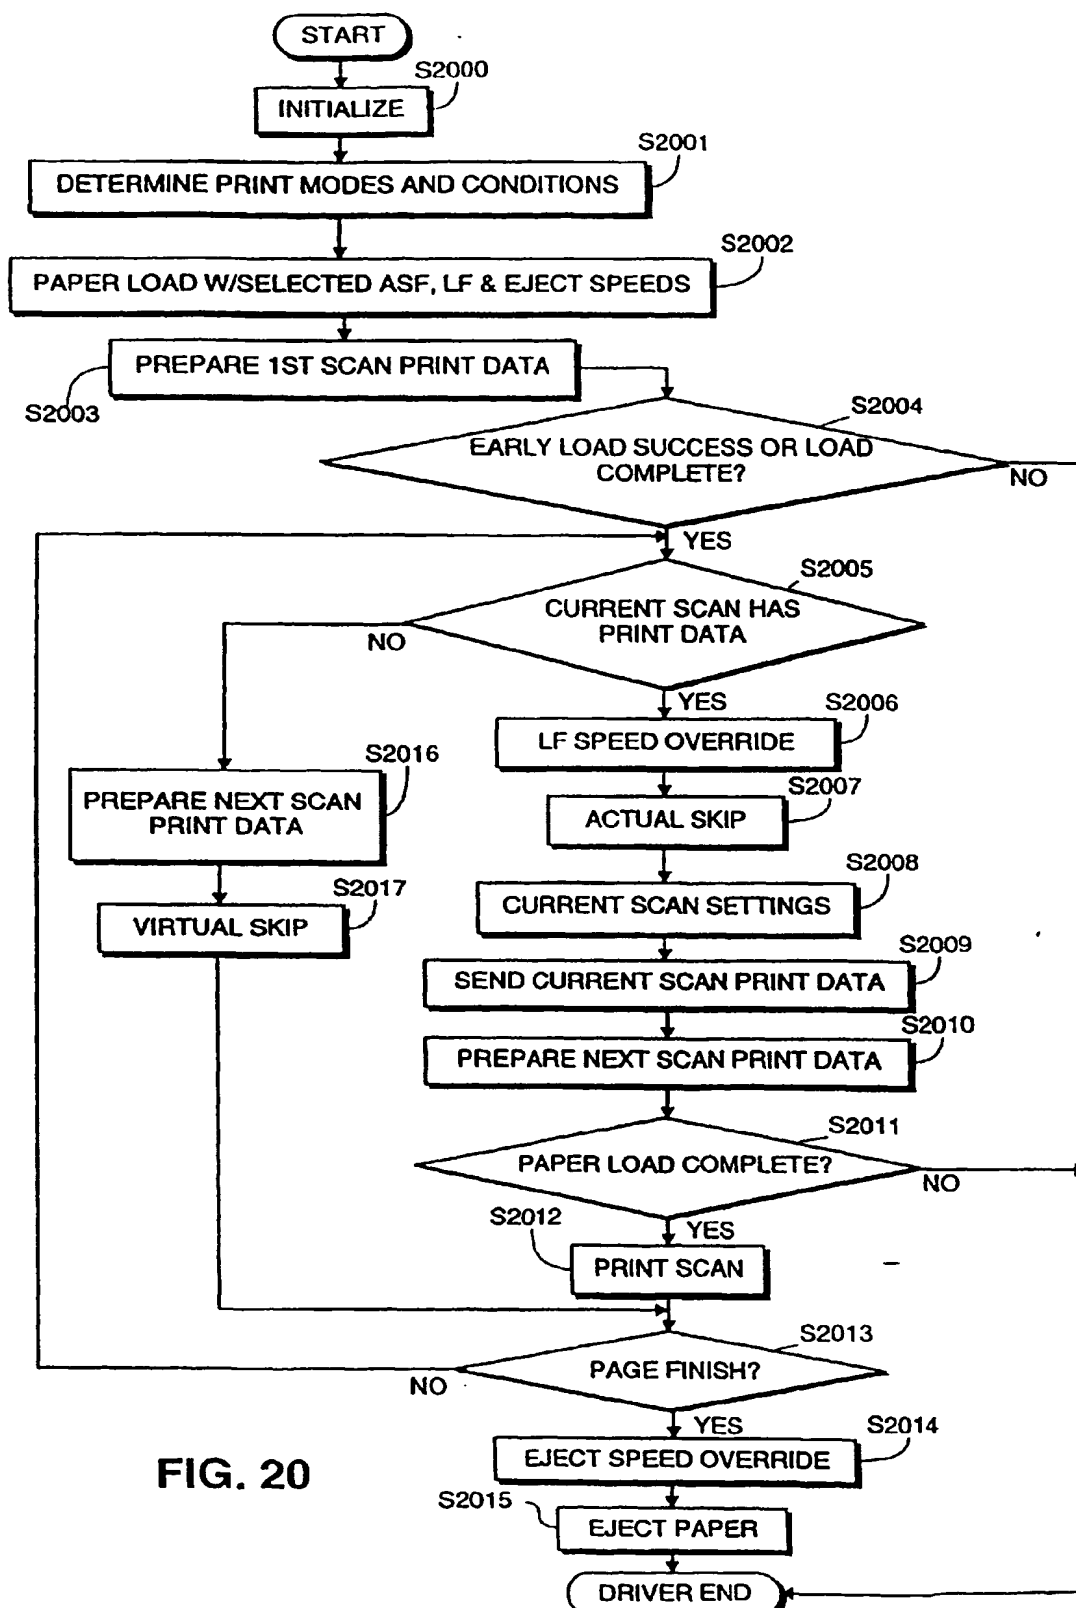 START
S2000
INITIALIZE
S2001
DETERMINE PRINT MODES AND CONDITIONS
S2002
PAPER LOAD W/SELECTED ASF, LF & EJECT SPEEDS
PREPARE 1ST SCAN PRINT DATA
S2003
S2004
EARLY LOAD SUCCESS OR LOAD
COMPLETE?
NO
YES
S2005
CURRENT SCAN HAS
PRINT DATA
NO
YES
S2006
LF SPEED OVERRIDE
S2016
PREPARE NEXT SCAN
PRINT DATA
S2007
ACTUAL SKIP
S2017
VIRTUAL SKIP
S2008
CURRENT SCAN SETTINGS
S2009
SEND CURRENT SCAN PRINT DATA
S2010
PREPARE NEXT SCAN PRINT DATA
S2011
PAPER LOAD COMPLETE?
NO
YES
S2012
PRINT SCAN
S2013
PAGE FINISH?
NO
YES
S2014
EJECT SPEED OVERRIDE
FIG. 20
S2015
EJECT PAPER
DRIVER END